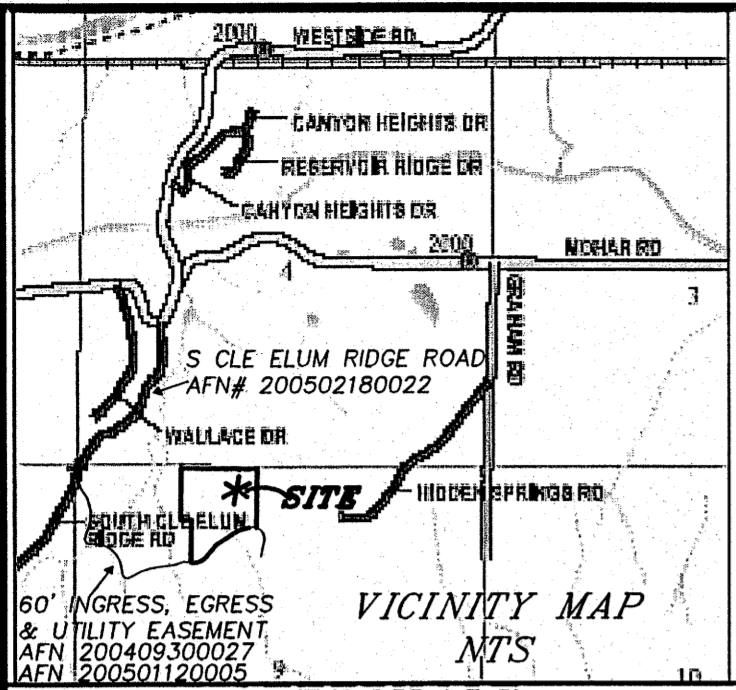 2000
WESTSIDE RD
CANYON HEIGHTS DR
RESERVOIR RIDGE DR
CANYON HEIGHTS DR
2000
MOHAR RD
4
3
GRAHAM RD
S CLE ELUM RIDGE ROAD
AFN# 200502180022
WALLACE DR
SITE
HIDDEN SPRINGS RD
SOUTH CLE ELUM
RIDGE RD
60' INGRESS, EGRESS
& UTILITY EASEMENT
AFN 200409300027
AFN 200501120005
VICINITY MAP
NTS
9
10